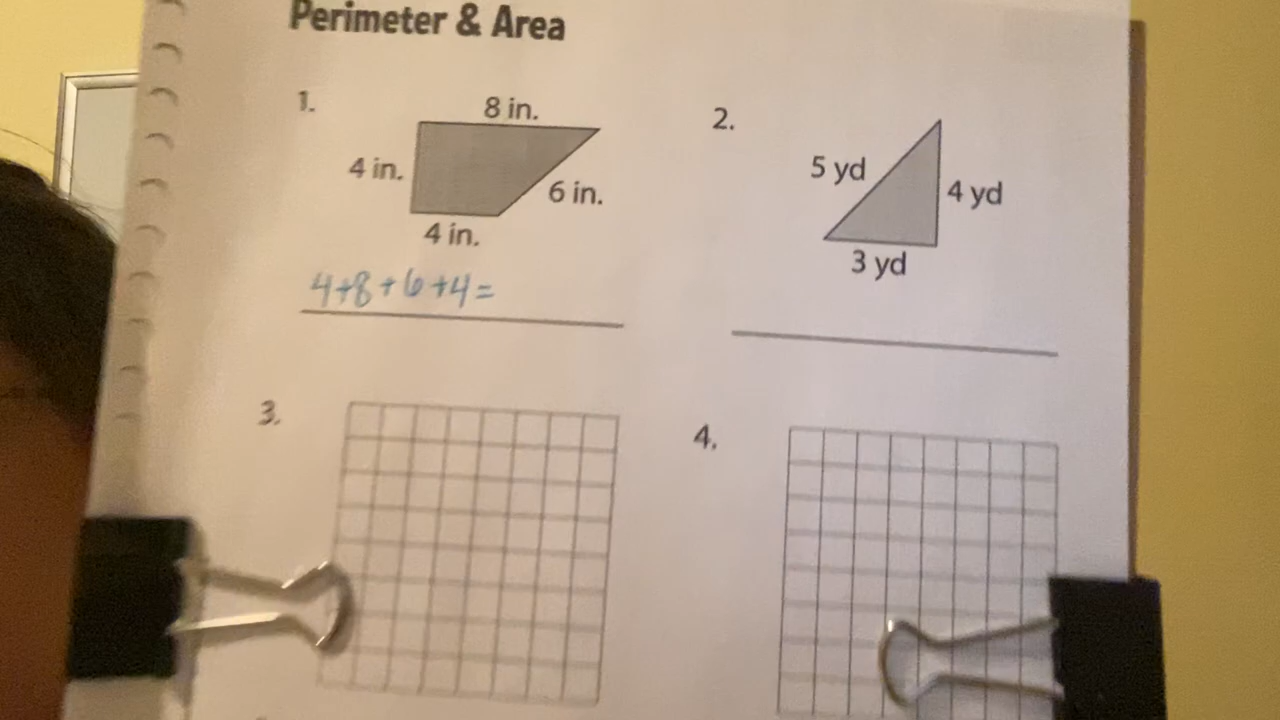 Perimeter & Area
1.
8 in.
4 in.
6 in.
4 in.
4+8+6+4=
2.
5 yd
4 yd
3 yd
3.
4.